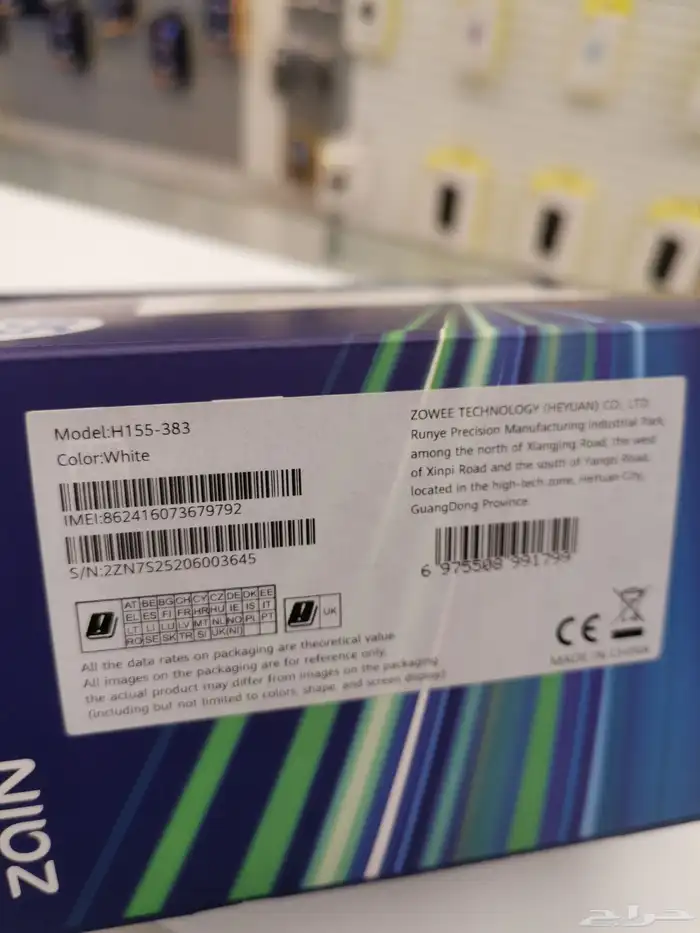 Model:H155-383
Color:White
IMEI:862416073679792
S/N:2ZN7S25206003645
AT BE BG CH CY CZ DE DK EE
EL ES FI FR HR HU IE IS IT
LT LI LU LV MT NL NO PL PT
RO SE SK TR SI UK(NI)
UK
All the data rates on packaging are theoretical value.
All images on the packaging are for reference only,
the actual product may differ from images on the packaging
(including but not limited to colors, shape, and screen display)
ZOWEE TECHNOLOGY (HEYUAN) CO., LTD.
Runye Precision Manufacturing Industrial Park,
among the north of Xiangjing Road, the west
of Xinpi Road and the south of Yangzi Road,
located in the high-tech zone, HeYuan City,
GuangDong Province.
6 975508 991799
CE
MADE IN CHINA
zain
حراج